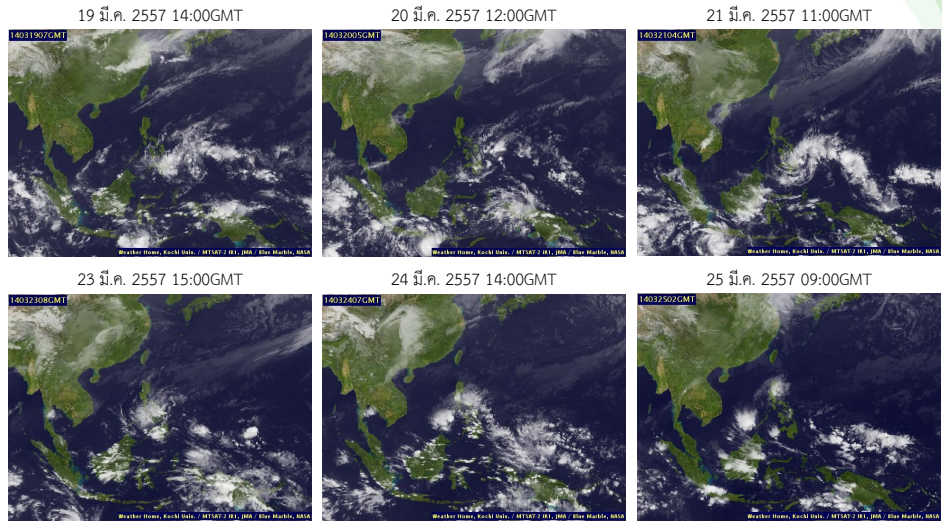 19 มี.ค. 2557 14:00GMT
20 มี.ค. 2557 12:00GMT
21 มี.ค. 2557 11:00GMT
14031907GMT
14032005GMT
14032104GMT
Weather Home, Kochi Univ. / MTSAT-2 IR1, JMA / Blue Marble, NASA
Weather Home, Kochi Univ. / MTSAT-2 IR1, JMA / Blue Marble, NASA
Weather Home, Kochi Univ. / MTSAT-2 IR1, JMA / Blue Marble, NASA
23 มี.ค. 2557 15:00GMT
24 มี.ค. 2557 14:00GMT
25 มี.ค. 2557 09:00GMT
14032308GMT
14032407GMT
14032502GMT
Weather Home, Kochi Univ. / MTSAT-2 IR1, JMA / Blue Marble, NASA
Weather Home, Kochi Univ. / MTSAT-2 IR1, JMA / Blue Marble, NASA
Weather Home, Kochi Univ. / MTSAT-2 IR1, JMA / Blue Marble, NASA